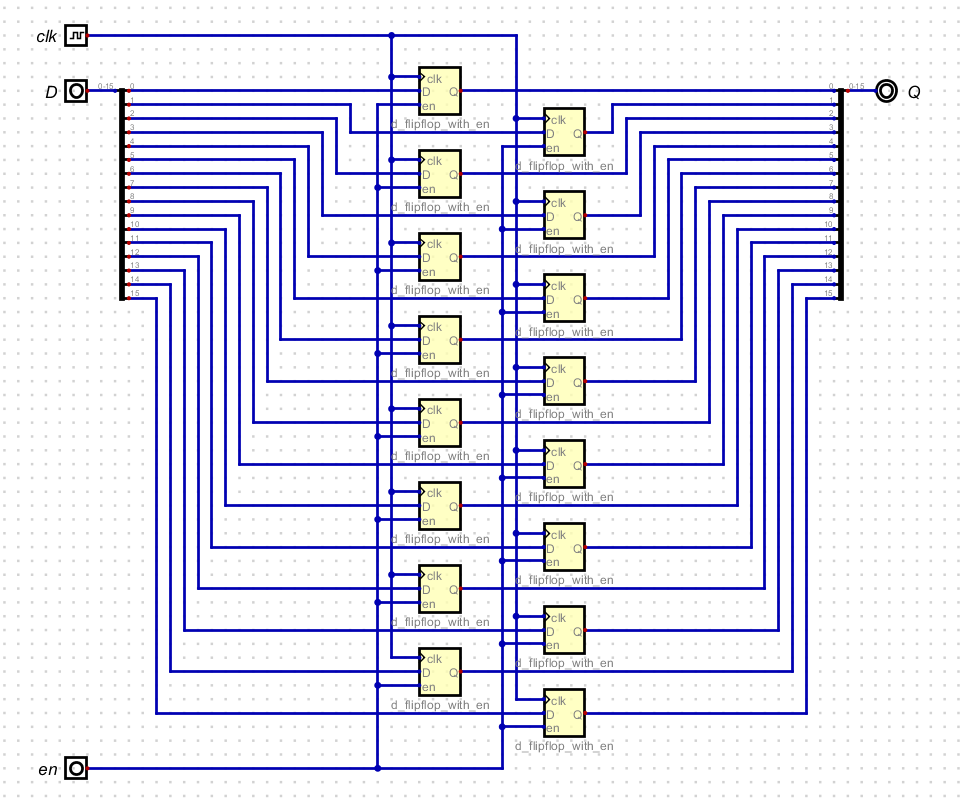 clk
D 0-15 0 0 0-15 Q
1 1
2 2
3 3
4 4
5 5
6 6
7 7
8 8
9 9
10 10
11 11
12 12
13 13
14 14
15 15
clk
D Q
en
d_flipflop_with_en
clk
D Q
en
d_flipflop_with_en
clk
D Q
en
d_flipflop_with_en
clk
D Q
en
d_flipflop_with_en
clk
D Q
en
d_flipflop_with_en
clk
D Q
en
d_flipflop_with_en
clk
D Q
en
d_flipflop_with_en
clk
D Q
en
d_flipflop_with_en
clk
D Q
en
d_flipflop_with_en
clk
D Q
en
d_flipflop_with_en
clk
D Q
en
d_flipflop_with_en
clk
D Q
en
d_flipflop_with_en
clk
D Q
en
d_flipflop_with_en
clk
D Q
en
d_flipflop_with_en
clk
D Q
en
d_flipflop_with_en
clk
D Q
en
d_flipflop_with_en
en